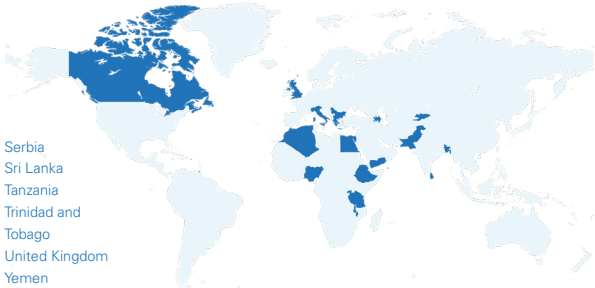 Serbia
Sri Lanka
Tanzania
Trinidad and
Tobago
United Kingdom
Yemen